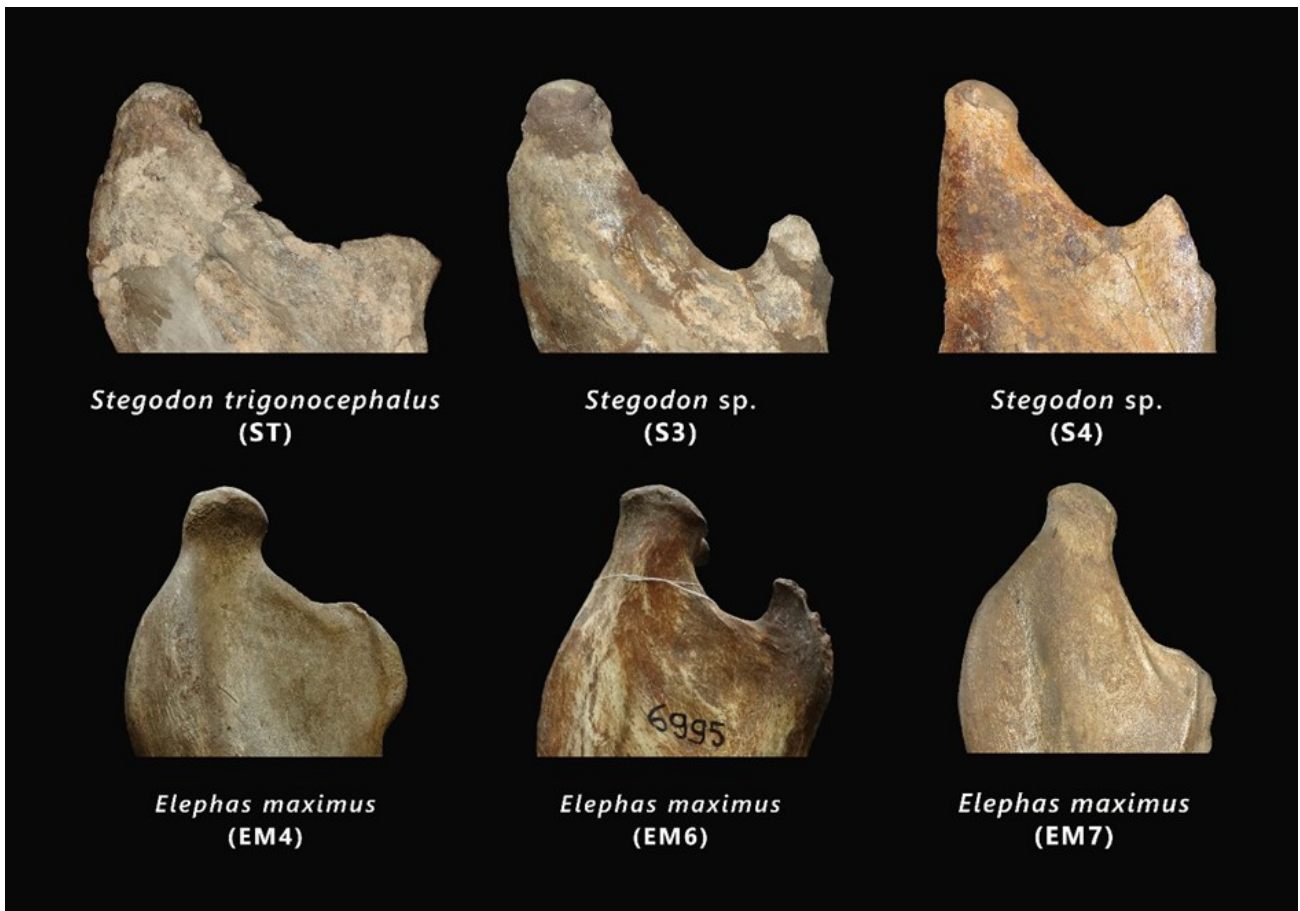 Stegodon trigonocephalus
(ST)
Stegodon sp.
(S3)
Stegodon sp.
(S4)
6995
Elephas maximus
(EM4)
Elephas maximus
(EM6)
Elephas maximus
(EM7)